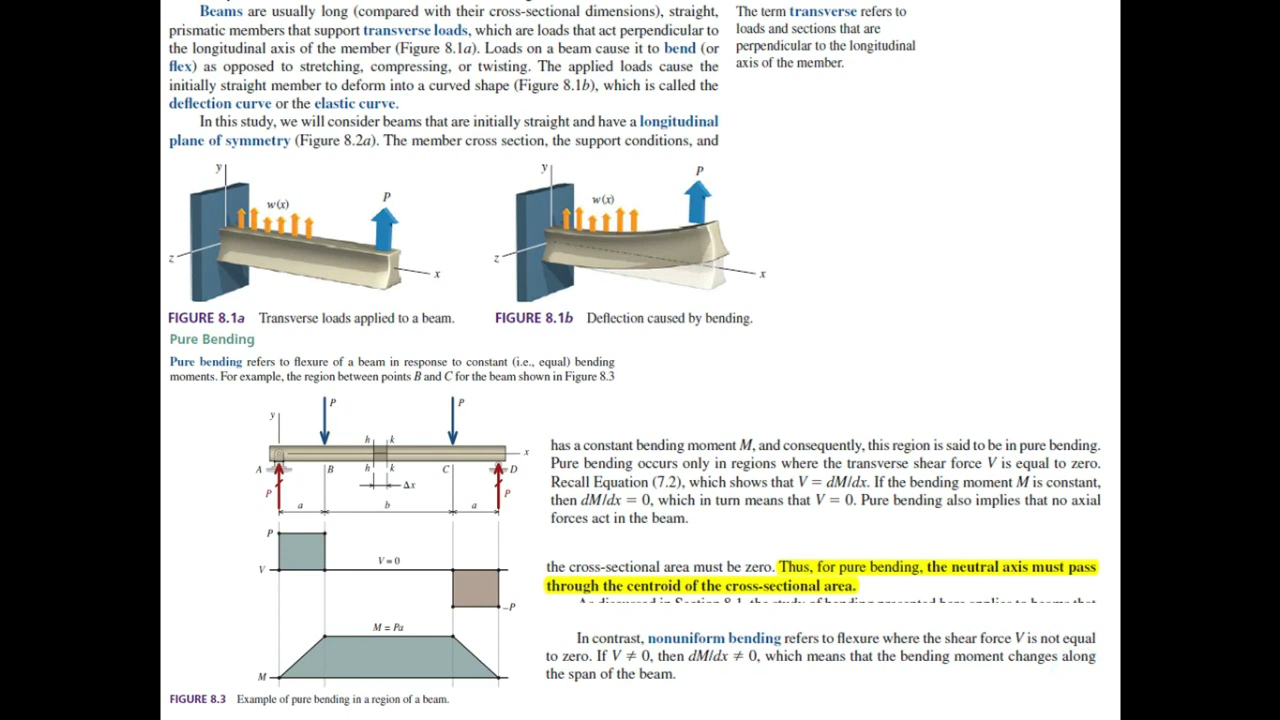 Beams are usually long (compared with their cross-sectional dimensions), straight,
prismatic members that support transverse loads, which are loads that act perpendicular to
the longitudinal axis of the member (Figure 8.1a). Loads on a beam cause it to bend (or
flex) as opposed to stretching, compressing, or twisting. The applied loads cause the
initially straight member to deform into a curved shape (Figure 8.1b), which is called the
deflection curve or the elastic curve.
In this study, we will consider beams that are initially straight and have a longitudinal
plane of symmetry (Figure 8.2a). The member cross section, the support conditions, and
The term transverse refers to
loads and sections that are
perpendicular to the longitudinal
axis of the member.
y
w(x)
P
z
x
y
w(x)
P
z
x
FIGURE 8.1a Transverse loads applied to a beam.
FIGURE 8.1b Deflection caused by bending.
Pure Bending
Pure bending refers to flexure of a beam in response to constant (i.e., equal) bending
moments. For example, the region between points B and C for the beam shown in Figure 8.3
P
P
y
h
k
x
A
B
h
k
C
D
P
Δx
P
a
b
a
P
V
V = 0
–P
M = Pa
M
FIGURE 8.3 Example of pure bending in a region of a beam.
has a constant bending moment M, and consequently, this region is said to be in pure bending.
Pure bending occurs only in regions where the transverse shear force V is equal to zero.
Recall Equation (7.2), which shows that V = dM/dx. If the bending moment M is constant,
then dM/dx = 0, which in turn means that V = 0. Pure bending also implies that no axial
forces act in the beam.
the cross-sectional area must be zero. Thus, for pure bending, the neutral axis must pass
through the centroid of the cross-sectional area.
In contrast, nonuniform bending refers to flexure where the shear force V is not equal
to zero. If V ≠ 0, then dM/dx ≠ 0, which means that the bending moment changes along
the span of the beam.